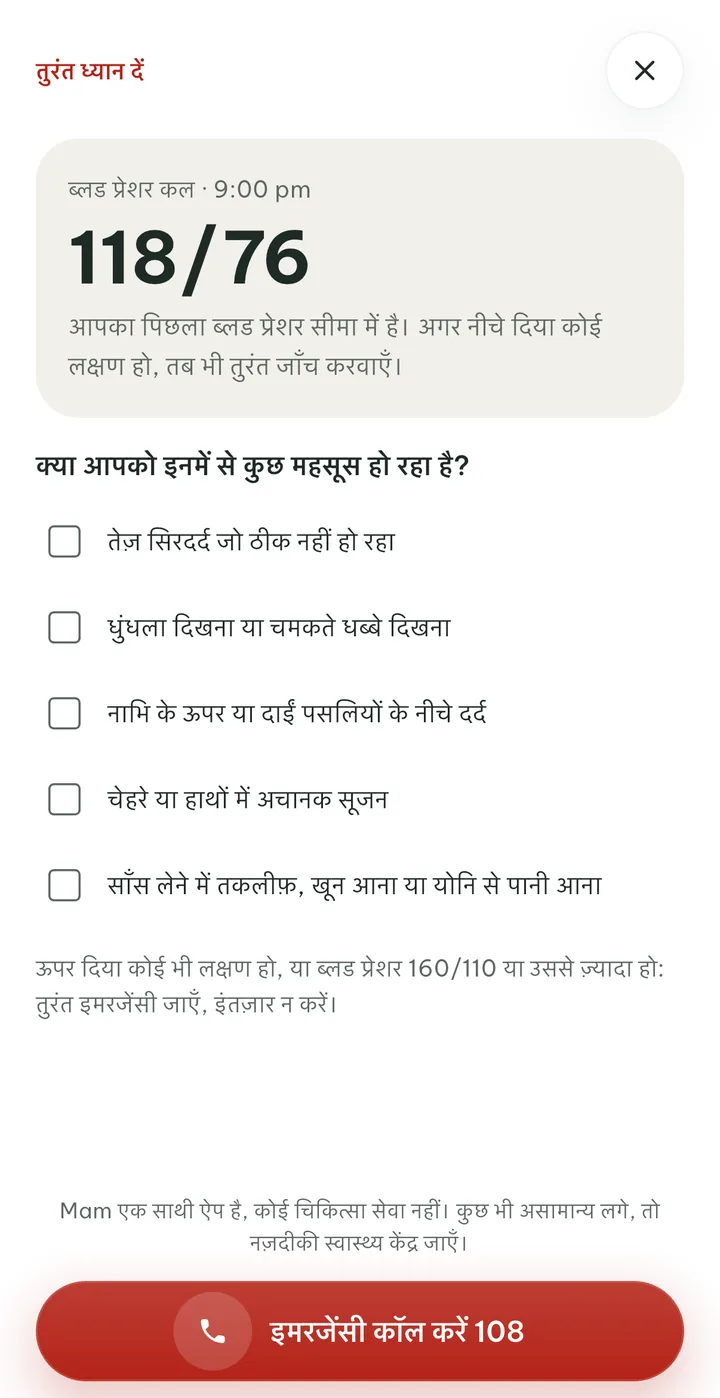 तुरंत ध्यान दें
ब्लड प्रेशर कल · 9:00 pm
118/76
आपका पिछला ब्लड प्रेशर सीमा में है। अगर नीचे दिया कोई
लक्षण हो, तब भी तुरंत जाँच करवाएँ।
क्या आपको इनमें से कुछ महसूस हो रहा है?
तेज़ सिरदर्द जो ठीक नहीं हो रहा
धुंधला दिखना या चमकते धब्बे दिखना
नाभि के ऊपर या दाईं पसलियों के नीचे दर्द
चेहरे या हाथों में अचानक सूजन
साँस लेने में तकलीफ़, खून आना या योनि से पानी आना
ऊपर दिया कोई भी लक्षण हो, या ब्लड प्रेशर 160/110 या उससे ज़्यादा हो:
तुरंत इमरजेंसी जाएँ, इंतज़ार न करें।
Mam एक साथी ऐप है, कोई चिकित्सा सेवा नहीं। कुछ भी असामान्य लगे, तो
नज़दीकी स्वास्थ्य केंद्र जाएँ।
इमरजेंसी कॉल करें 108